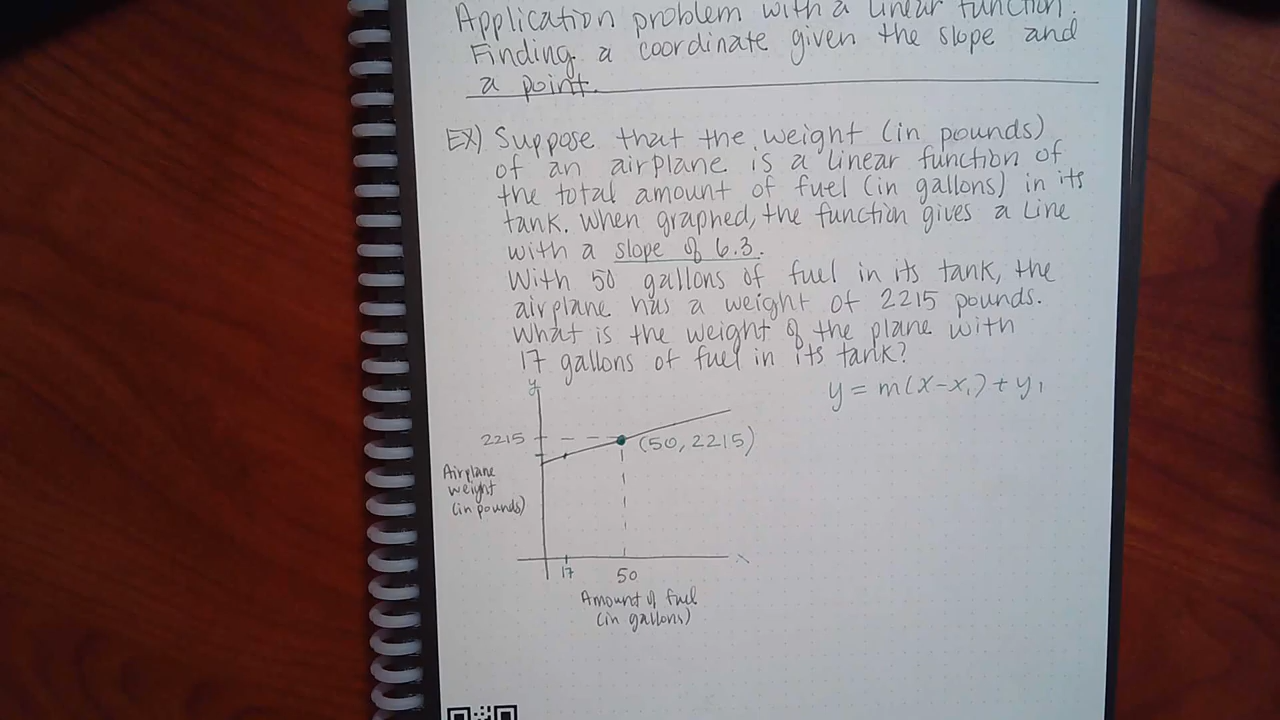 Application problem with a linear function.
Finding a coordinate given the slope and
a point.
EX) Suppose that the weight (in pounds)
of an airplane is a linear function of
the total amount of fuel (in gallons) in its
tank. When graphed, the function gives a line
with a slope of 6.3.
With 50 gallons of fuel in its tank, the
airplane has a weight of 2215 pounds.
What is the weight of the plane with
17 gallons of fuel in its tank?
y = m(x-x₁) + y₁
y
2215
(50, 2215)
Airplane
weight
(in pounds)
x
17
50
Amount of fuel
(in gallons)